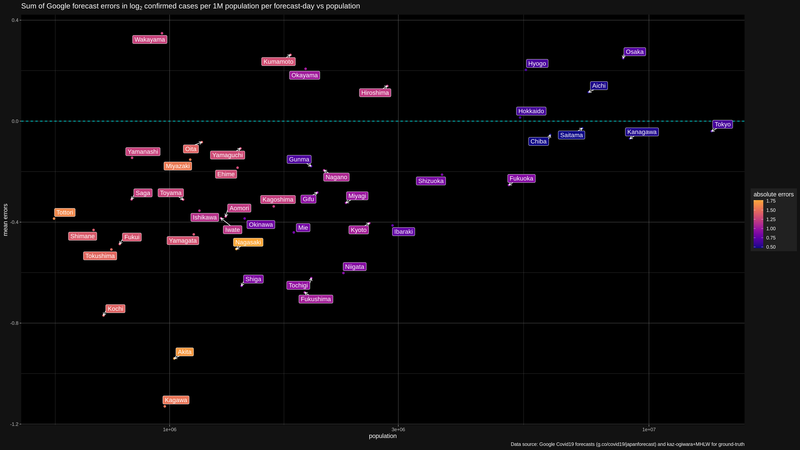 Sum of Google forecast errors in log₂ confirmed cases per 1M population per forecast-day vs population
0.4
Wakayama
Osaka
Kumamoto
Hyogo
Okayama
Aichi
Hiroshima
Hokkaido
0.0
Tokyo
Kanagawa
Saitama
Chiba
Oita
Yamanashi
Yamaguchi
Gunma
Miyazaki
Ehime
Nagano
Shizuoka
Fukuoka
absolute errors
1.75
1.50
1.25
1.00
0.75
0.50
Saga
Toyama
Kagoshima
Gifu
Miyagi
mean errors
Tottori
Aomori
Ishikawa
-0.4
Okinawa
Iwate
Mie
Kyoto
Ibaraki
Shimane
Fukui
Yamagata
Nagasaki
Tokushima
Niigata
Shiga
Tochigi
Fukushima
Kochi
-0.8
Akita
Kagawa
-1.2
1e+06
3e+06
1e+07
population
Data source: Google Covid19 forecasts (g.co/covid19/japanforecast) and kaz-ogiwara+MHLW for ground-truth